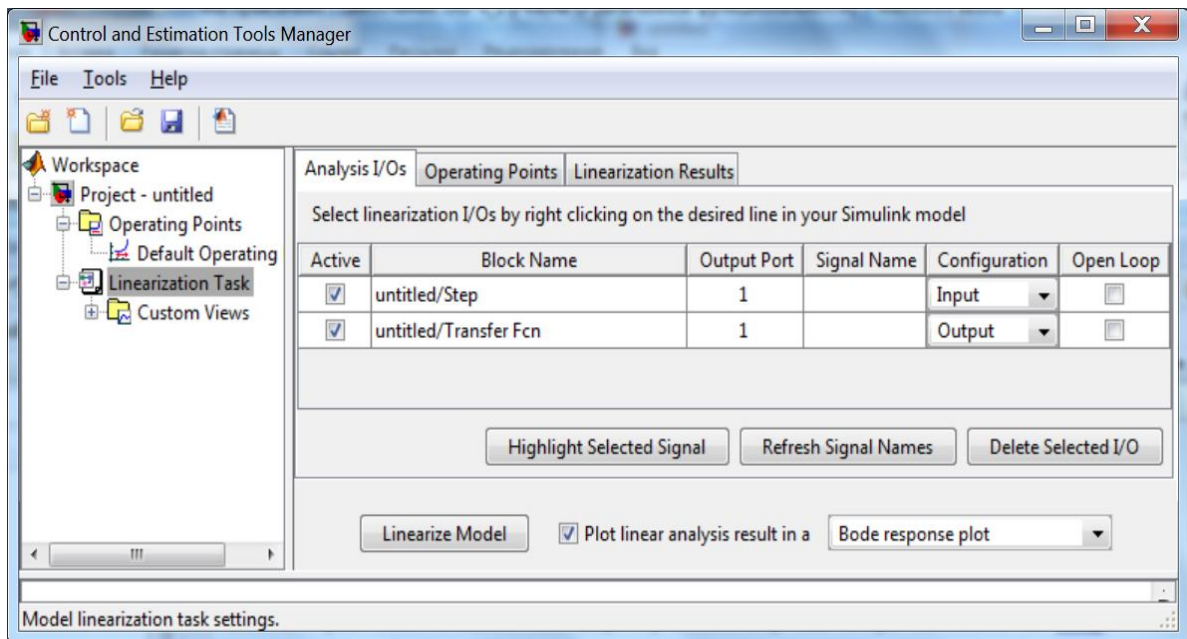 Control and Estimation Tools Manager
File Tools Help
Workspace
Project - untitled
Operating Points
Default Operating
Linearization Task
Custom Views
Analysis I/Os Operating Points Linearization Results
Select linearization I/Os by right clicking on the desired line in your Simulink model
Active Block Name Output Port Signal Name Configuration Open Loop
untitled/Step 1 Input
untitled/Transfer Fcn 1 Output
Highlight Selected Signal Refresh Signal Names Delete Selected I/O
Linearize Model Plot linear analysis result in a Bode response plot
Model linearization task settings.